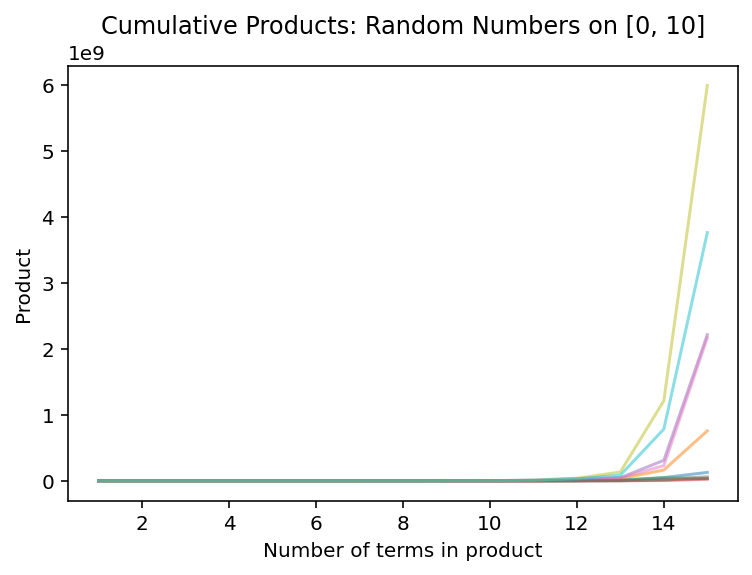 Cumulative Products: Random Numbers on [0, 10]
1e9
6
5
4
3
2
1
0
Product
2 4 6 8 10 12 14
Number of terms in product